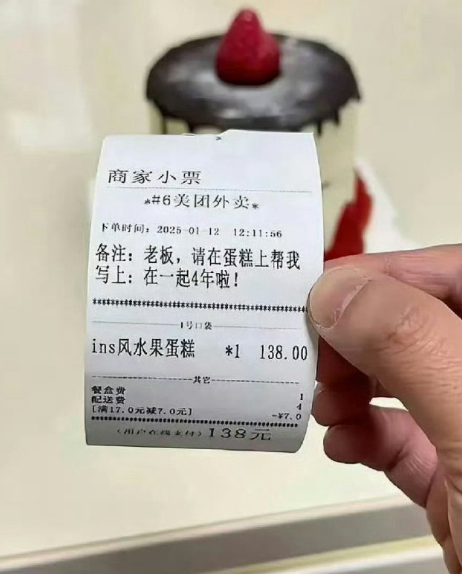 商家小票
*#6美团外卖*
下单时间: 2025-01-12 12:11:56
备注: 老板, 请在蛋糕上帮我
写上: 在一起4年啦!
1号口袋
ins风水果蛋糕 *1 138.00
其它
餐盒费 1
配送费 4
[满17.0元减7.0元] -¥7.0
(用户在线支付) 138元